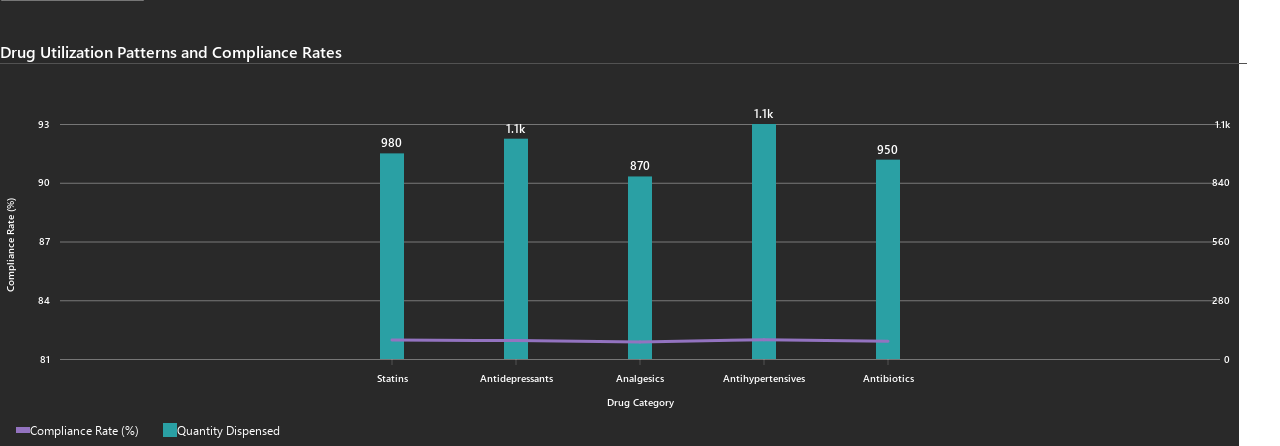 Drug Utilization Patterns and Compliance Rates
1.1k
93 1.1k 1.1k
980 950
870
90 840
87 560
Compliance Rate (%)
84 280
81 0
Statins Antidepressants Analgesics Antihypertensives Antibiotics
Drug Category
Compliance Rate (%) Quantity Dispensed